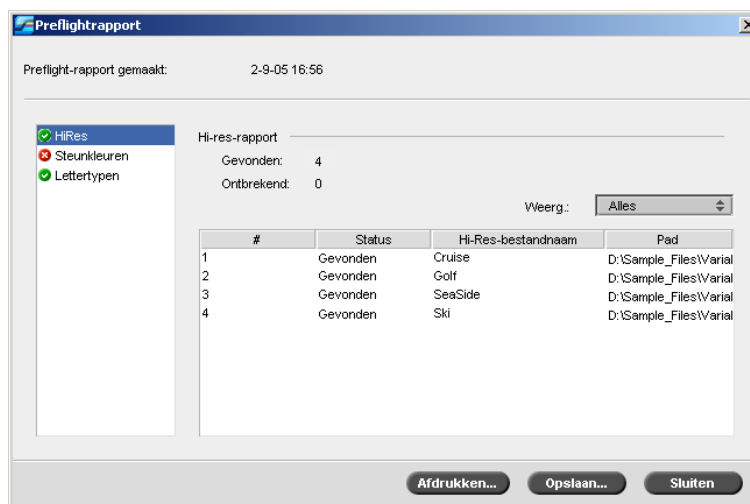 Preflightrapport
Preflight-rapport gemaakt: 2-9-05 16:56
HiRes
Steunkleuren
Lettertypen
Hi-res-rapport
Gevonden: 4
Ontbrekend: 0
Weerg.: Alles
# Status Hi-Res-bestandnaam Pad
1 Gevonden Cruise D:\Sample_Files\Varial
2 Gevonden Golf D:\Sample_Files\Varial
3 Gevonden SeaSide D:\Sample_Files\Varial
4 Gevonden Ski D:\Sample_Files\Varial
Afdrukken... Opslaan... Sluiten